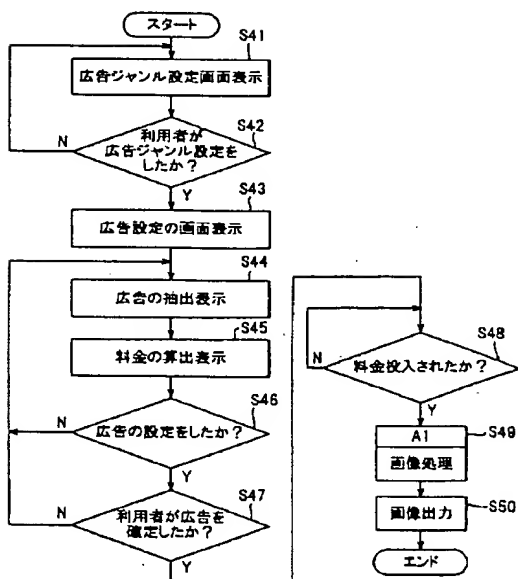 スタート
S41
広告ジャンル設定画面表示
S42
利用者が
広告ジャンル設定を
したか？
N
Y
S43
広告設定の画面表示
S44
広告の抽出表示
S45
料金の算出表示
S46
広告の設定をしたか？
N
Y
S47
利用者が広告を
確定したか？
N
Y
S48
料金投入されたか？
N
Y
S49
A1
画像処理
S50
画像出力
エンド